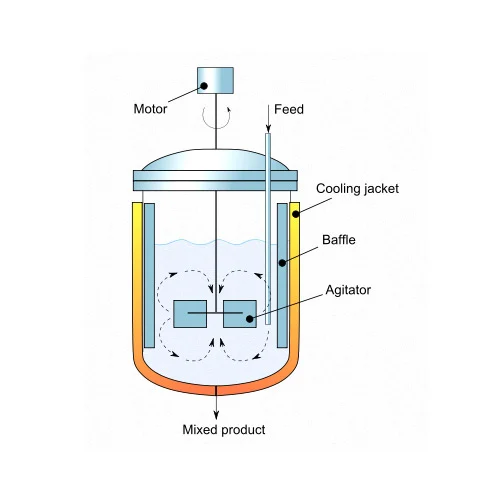 Motor
Feed
Cooling jacket
Baffle
Agitator
Mixed product